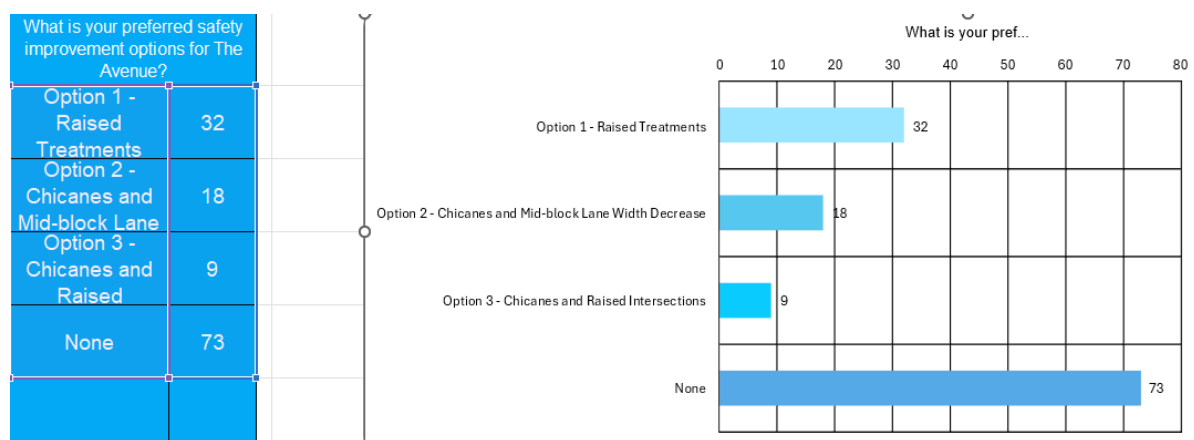 What is your preferred safety
improvement options for The
Avenue?
Option 1 -
Raised
Treatments
32
Option 2 -
Chicanes and
Mid-block Lane
18
Option 3 -
Chicanes and
Raised
9
None
73
What is your pref...
0 10 20 30 40 50 60 70 80
Option 1 - Raised Treatments
32
Option 2 - Chicanes and Mid-block Lane Width Decrease
18
Option 3 - Chicanes and Raised Intersections
9
None
73